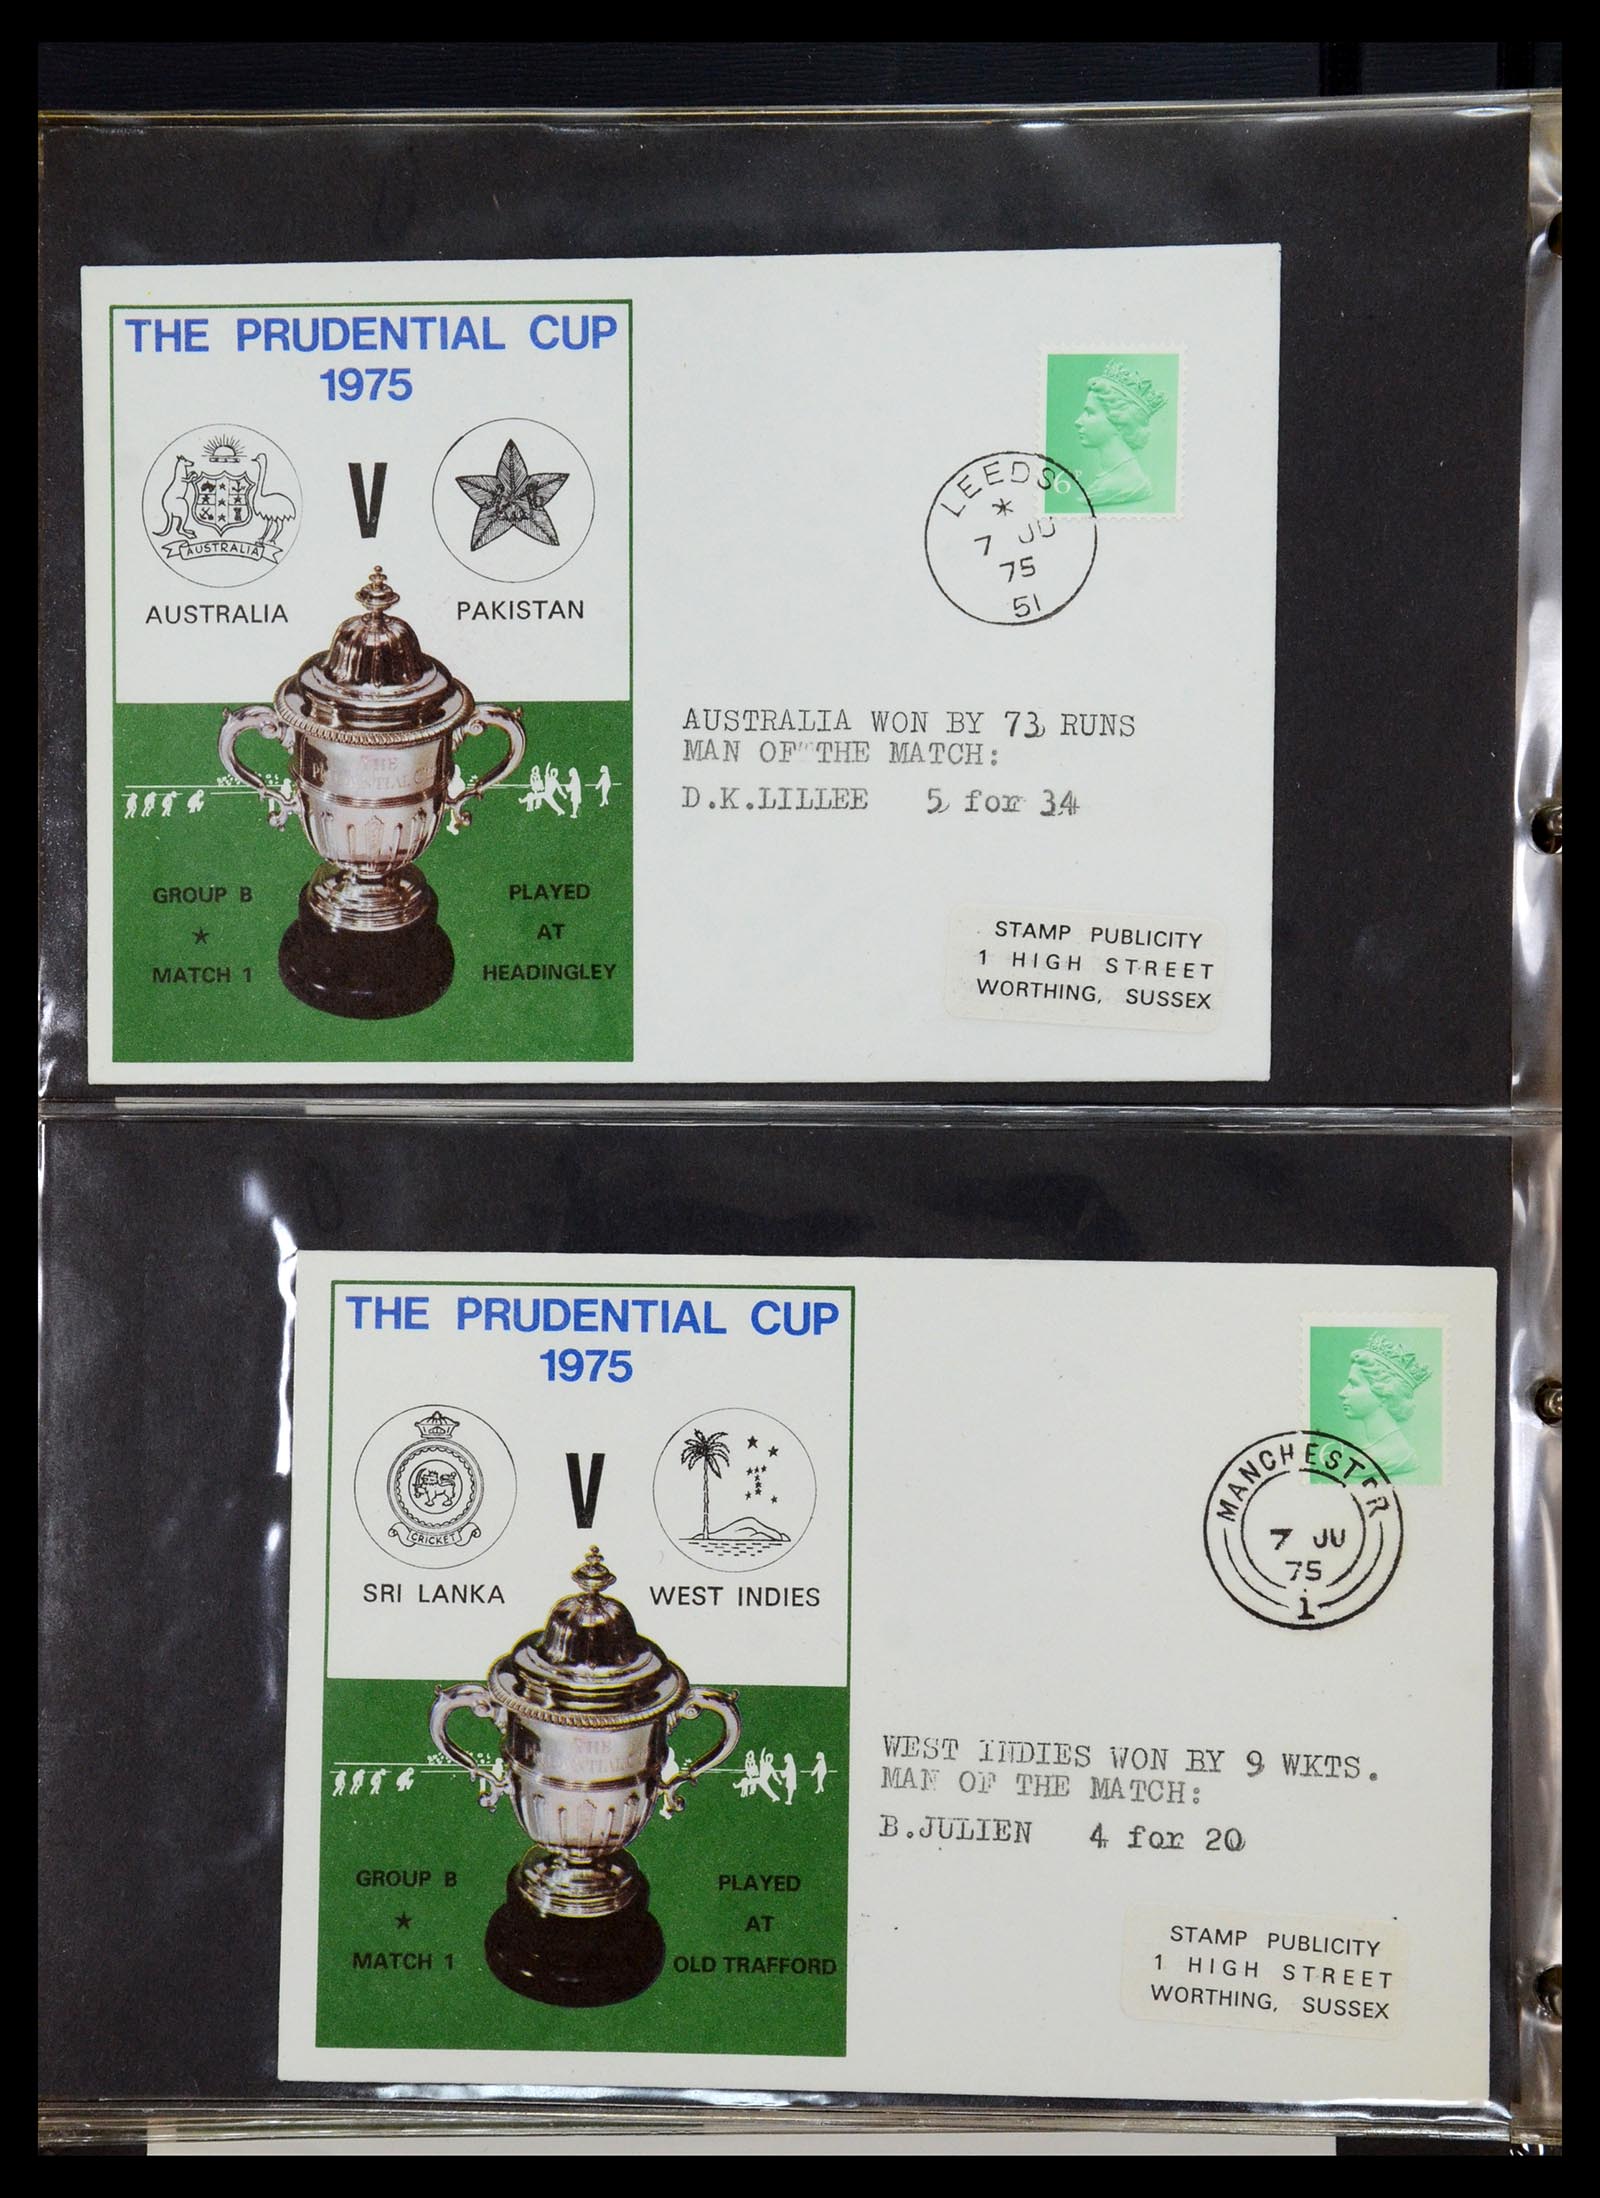 THE PRUDENTIAL CUP
1975
V
AUSTRALIA
AUSTRALIA
PAKISTAN
THE
GROUP B
★
MATCH 1
PLAYED
AT
HEADINGLEY
6P
LEEDS
*
7 JU
75
51
AUSTRALIA WON BY 73 RUNS
MAN OF THE MATCH:
D.K.LILLEE 5 for 34
STAMP PUBLICITY
1 HIGH STREET
WORTHING, SUSSEX
THE PRUDENTIAL CUP
1975
V
CRICKET
SRI LANKA
WEST INDIES
THE
GROUP B
★
MATCH 1
PLAYED
AT
OLD TRAFFORD
MANCHESTER
7 JU
75
1
WEST INDIES WON BY 9 WKTS.
MAN OF THE MATCH:
B.JULIEN 4 for 20
STAMP PUBLICITY
1 HIGH STREET
WORTHING, SUSSEX